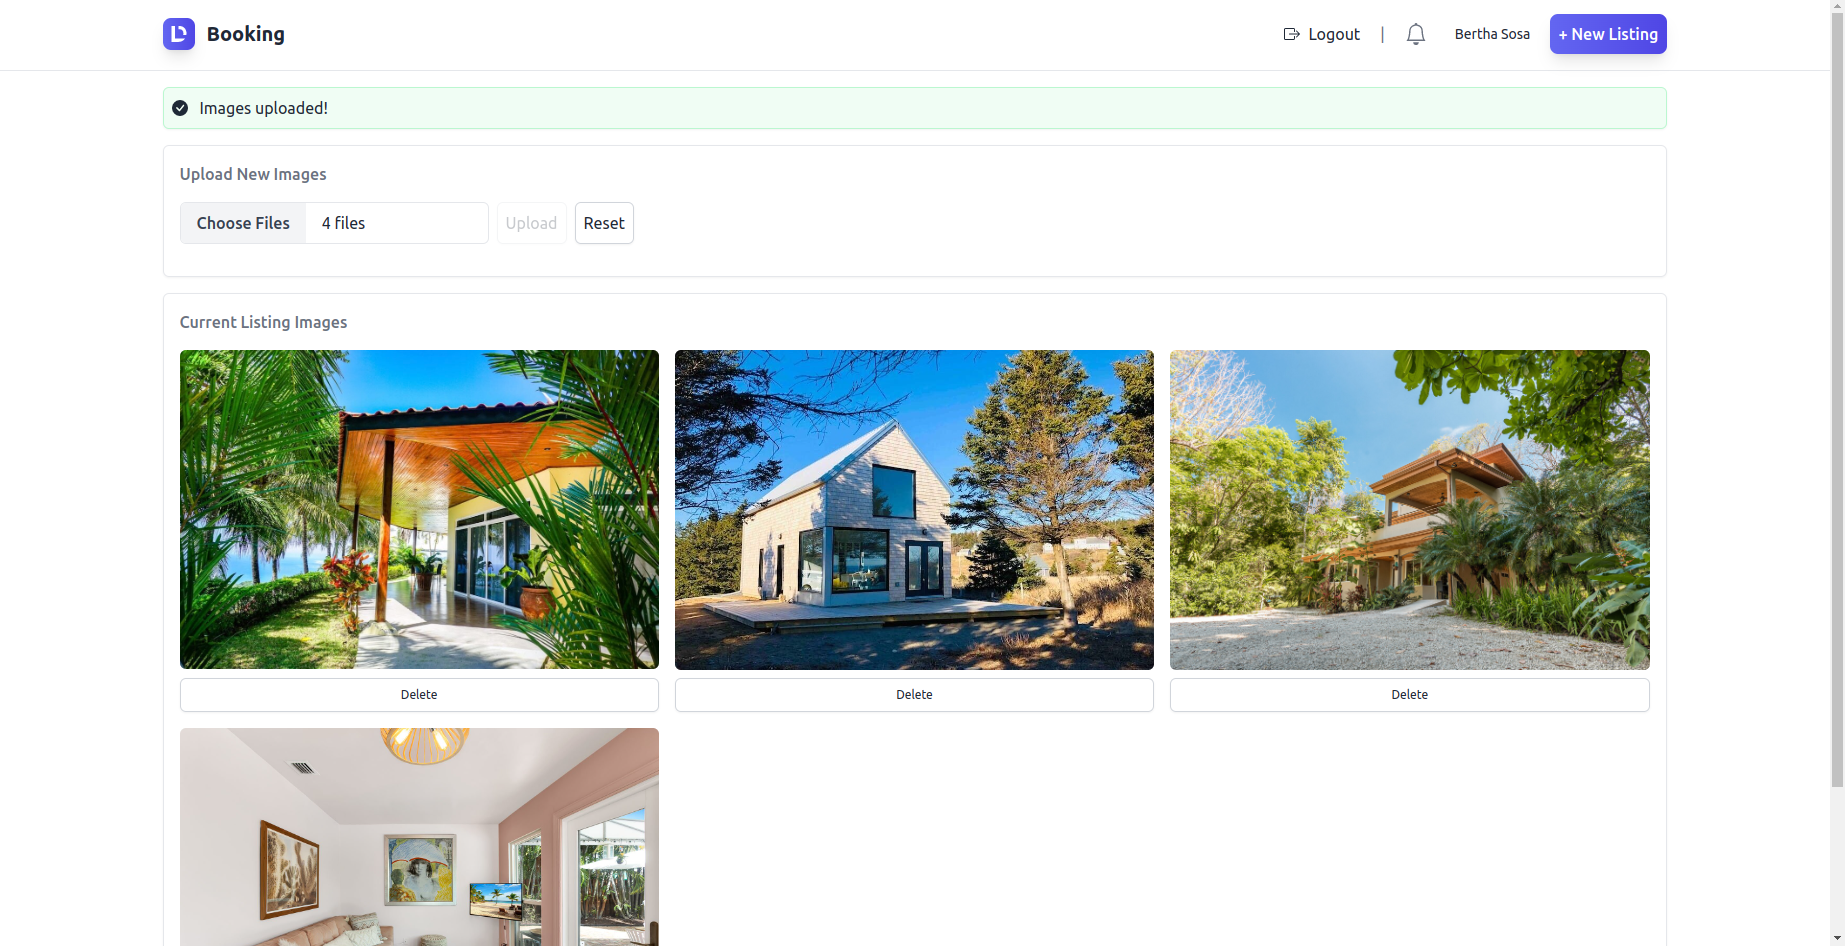 Booking
Logout | Bertha Sosa + New Listing
Images uploaded!
Upload New Images
Choose Files 4 files Upload Reset
Current Listing Images
Delete Delete Delete